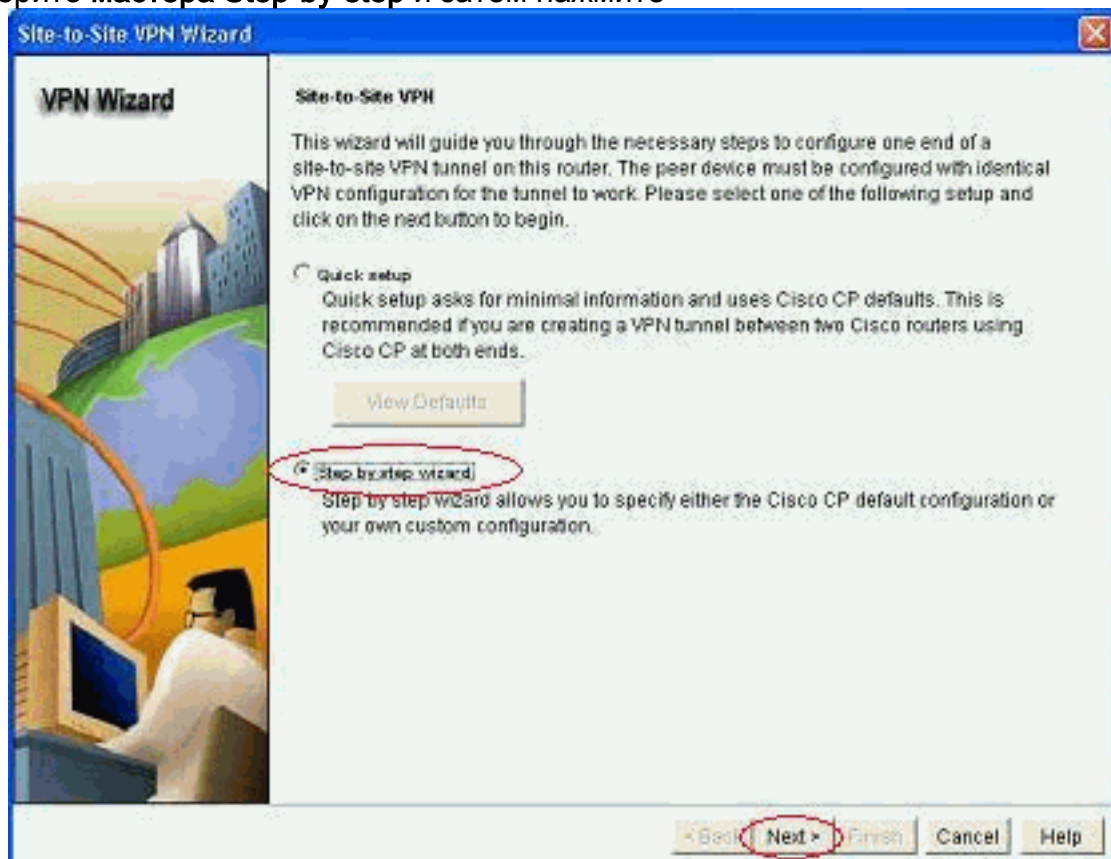 Мастера Step-by-step и затем нажмите
Site-to-Site VPN Wizard
VPN Wizard
Site-to-Site VPN
This wizard will guide you through the necessary steps to configure one end of a
site-to-site VPN tunnel on this router. The peer device must be configured with identical
VPN configuration for the tunnel to work. Please select one of the following setup and
click on the next button to begin.
Quick setup
Quick setup asks for minimal information and uses Cisco CP defaults. This is
recommended if you are creating a VPN tunnel between two Cisco routers using
Cisco CP at both ends.
View Defaults
Step by step wizard
Step by step wizard allows you to specify either the Cisco CP default configuration or
your own custom configuration.
< Back Next > Finish Cancel Help